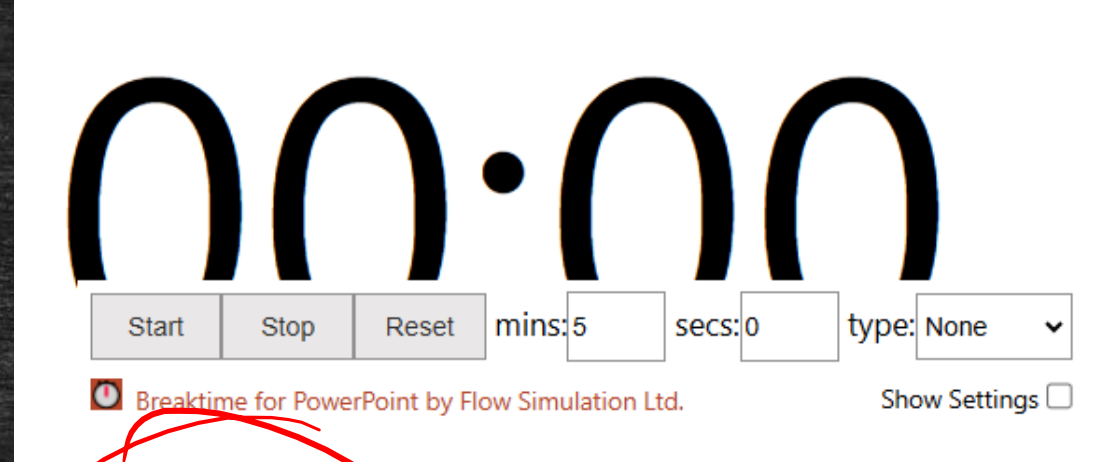 00:00
Start Stop Reset mins: 5 secs: 0 type: None
Breaktime for PowerPoint by Flow Simulation Ltd. Show Settings